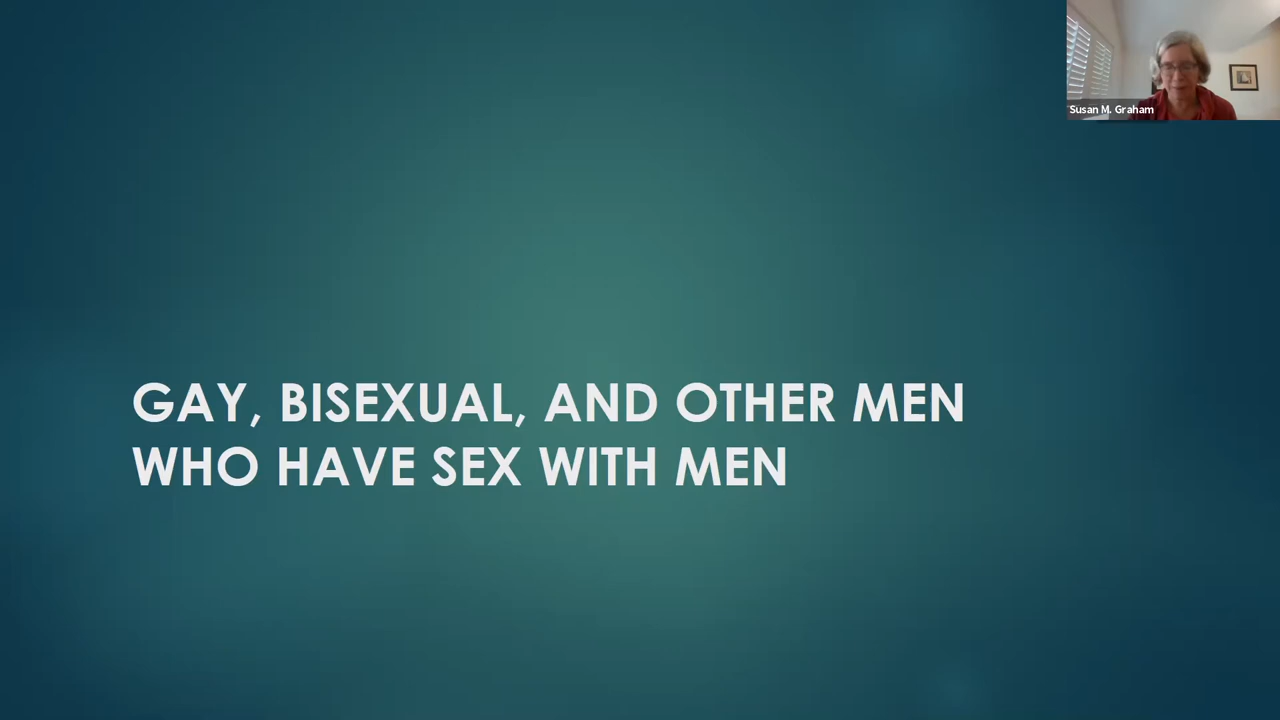 Susan M. Graham
GAY, BISEXUAL, AND OTHER MEN
WHO HAVE SEX WITH MEN